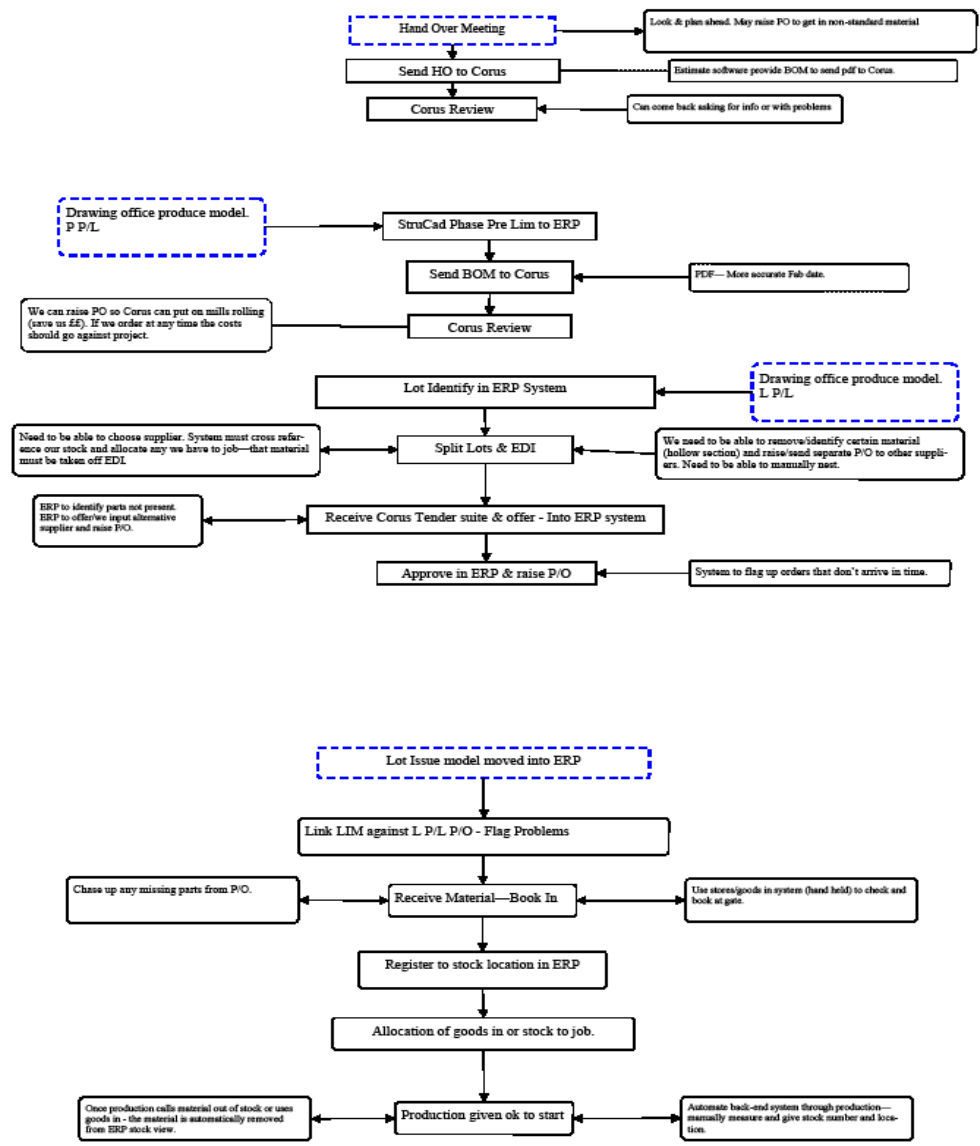 Hand Over Meeting
Look & plan ahead. May raise PO to get in non-standard material
Send HO to Corus
Estimate software provide BOM to send pdf to Corus.
Corus Review
Can come back asking for info or with problems
Drawing office produce model.
P P/L
StruCad Phase Pre Lim to ERP
Send BOM to Corus
PDF— More accurate Fab date.
We can raise PO so Corus can put on mills rolling
(save us ££). If we order at any time the costs
should go against project.
Corus Review
Lot Identify in ERP System
Drawing office produce model.
L P/L
Need to be able to choose supplier. System must cross refer-
ence our stock and allocate any we have to job—that material
must be taken off EDI.
Split Lots & EDI
We need to be able to remove/identify certain material
(hollow section) and raise/send separate P/O to other suppli-
ers. Need to be able to manually nest.
ERP to identify parts not present.
ERP to offer/we input alternative
supplier and raise P/O.
Receive Corus Tender suite & offer - Into ERP system
Approve in ERP & raise P/O
System to flag up orders that don't arrive in time.
Lot Issue model moved into ERP
Link LIM against L P/L P/O - Flag Problems
Chase up any missing parts from P/O.
Receive Material—Book In
Use stores/goods in system (hand held) to check and
book at gate.
Register to stock location in ERP
Allocation of goods in or stock to job.
Once production calls material out of stock or uses
goods in - the material is automatically removed
from ERP stock view.
Production given ok to start
Automate back-end system through production—
manually measure and give stock number and loca-
tion.